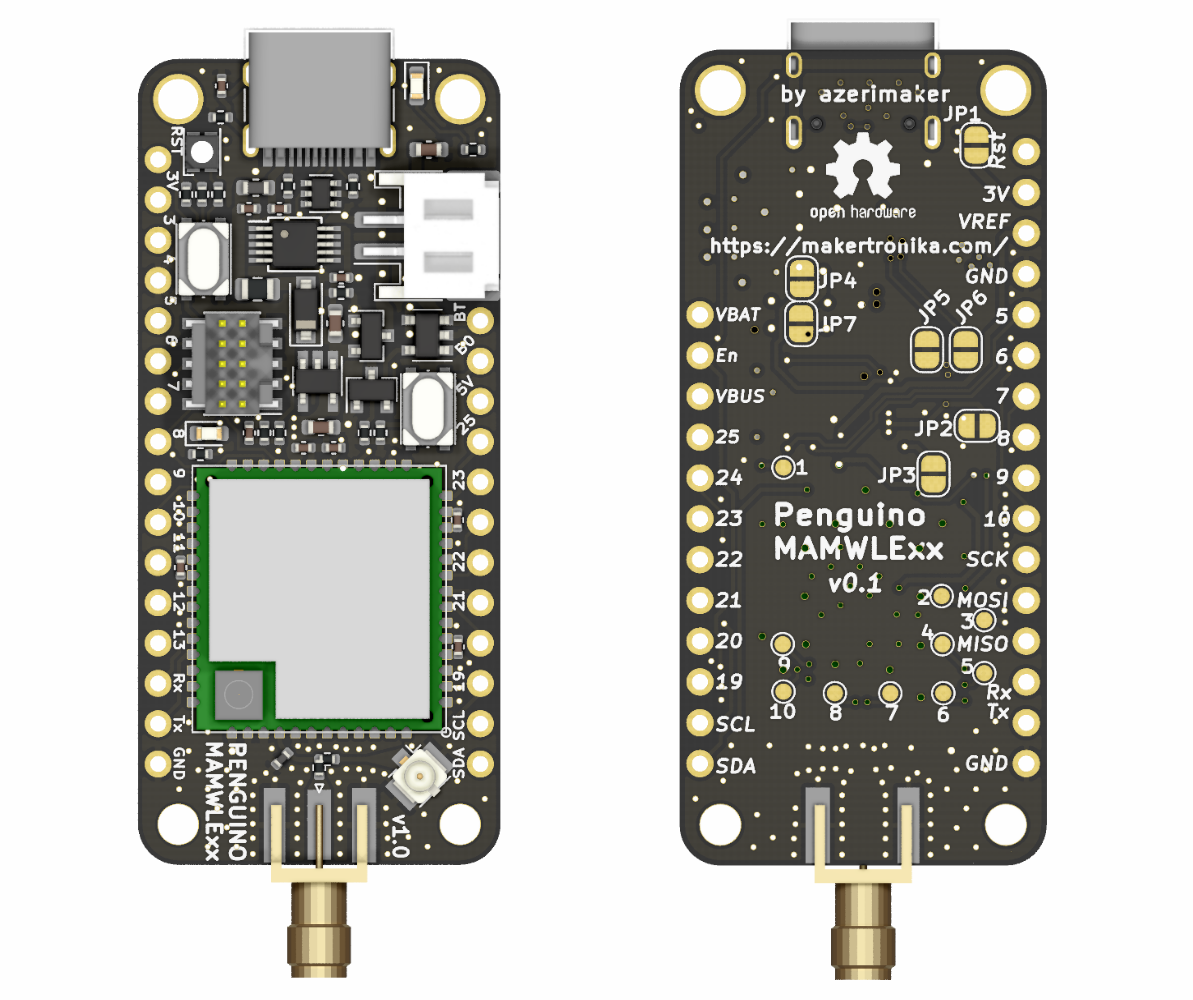 RST
3V
3
4
5
6
7
8
9
10
11
12
13
Rx
Tx
GND
BT
B0
5V
25
23
22
21
19
SCL
SDA
PENGUINO
MAMWLExx
v1.0
by azerimaker
JP1
Rst
3V
VREF
open hardware
https://makertronika.com/
GND
JP4
JP5
JP6
VBAT
JP7
5
En
6
VBUS
7
25
JP2
8
24
1
JP3
9
23
Penguino
10
MAMWLExx
22
SCK
v0.1
21
2
MOSI
3
20
4
MISO
9
5
19
Rx
10
8
7
6
Tx
SCL
SDA
GND